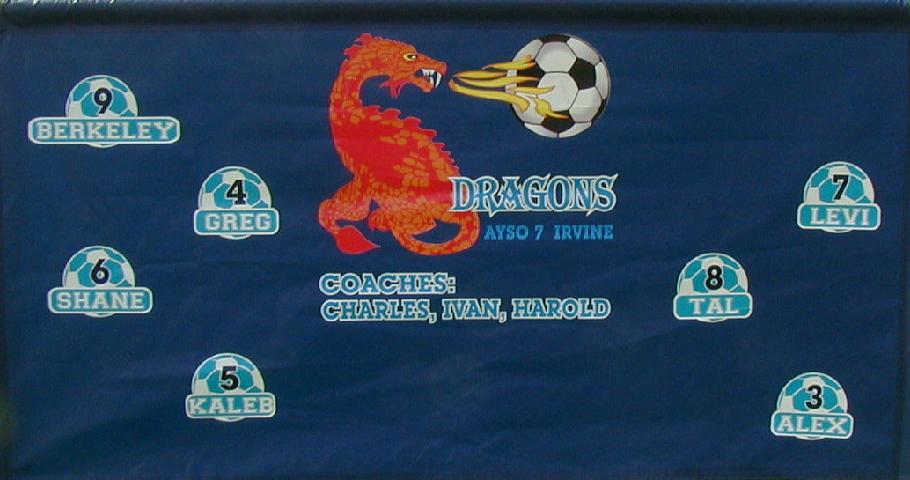 9
BERKELEY
4
GREG
6
SHANE
5
KALEB
DRAGONS
AYSO 7 IRVINE
COACHES:
CHARLES, IVAN, HAROLD
7
LEVI
8
TAL
3
ALEX